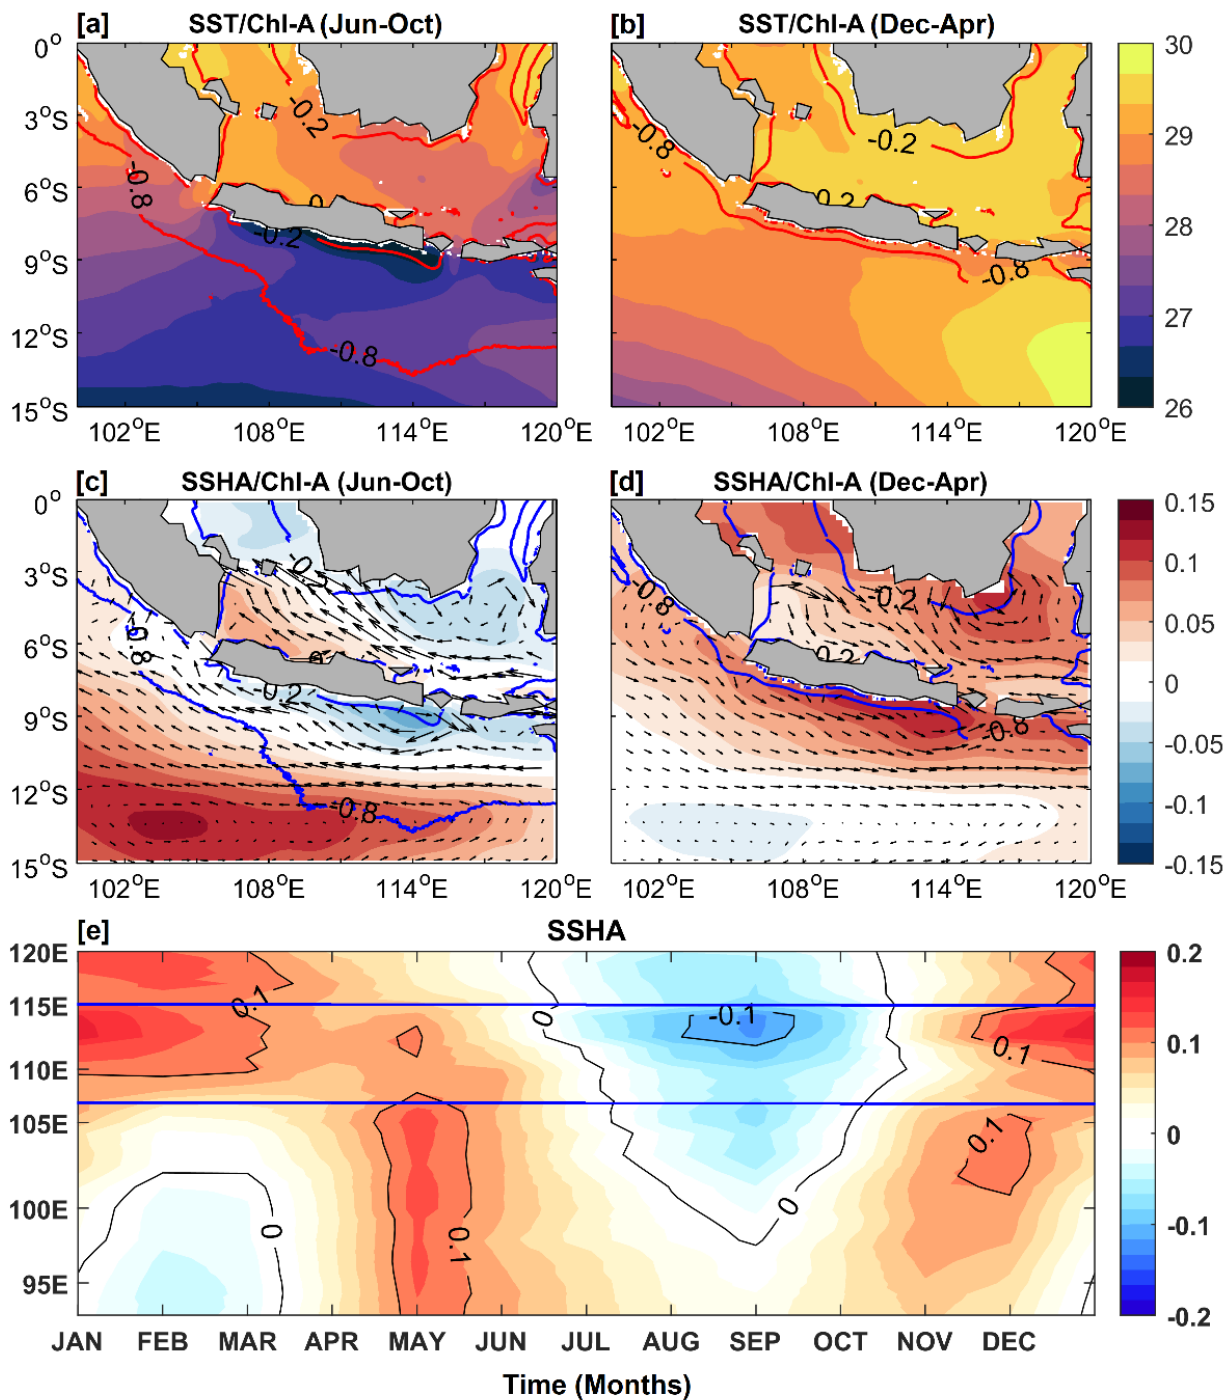 [a] SST/Chl-A (Jun-Oct)
[b] SST/Chl-A (Dec-Apr)
0°
3°S
6°S
9°S
12°S
15°S
-0.2
-0.8
-0.2
-0.8
102°E 108°E 114°E 120°E
-0.8
-0.2
0.2
-0.8
102°E 108°E 114°E 120°E
30
29
28
27
26
[c] SSHA/Chl-A (Jun-Oct)
[d] SSHA/Chl-A (Dec-Apr)
0°
3°S
6°S
9°S
12°S
15°S
-0.8
102°E 108°E 114°E 120°E
-0.8
-0.2
0.2
-0.8
102°E 108°E 114°E 120°E
0.15
0.1
0.05
0
-0.05
-0.1
-0.15
[e] SSHA
120E
115E
110E
105E
100E
95E
0.1
0
-0.1
0.1
0.1
0
0.1
0
JAN FEB MAR APR MAY JUN JUL AUG SEP OCT NOV DEC
Time (Months)
0.2
0.1
0
-0.1
-0.2